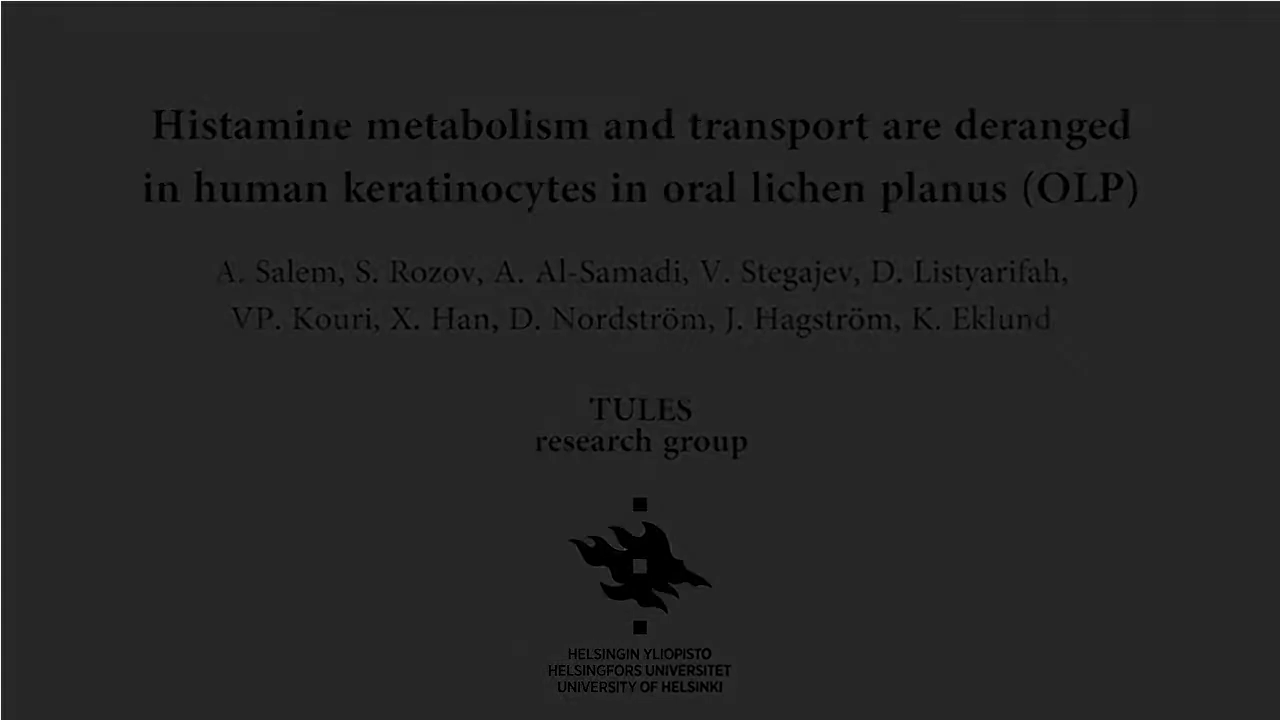 Histamine metabolism and transport are deranged
in human keratinocytes in oral lichen planus (OLP)
A. Salem, S. Rozov, A. Al-Samadi, V. Stegajev, D. Listyarifah,
VP. Kouri, X. Han, D. Nordström, J. Hagström, K. Eklund
TULES
research group
HELSINGIN YLIOPISTO
HELSINGFORS UNIVERSITET
UNIVERSITY OF HELSINKI